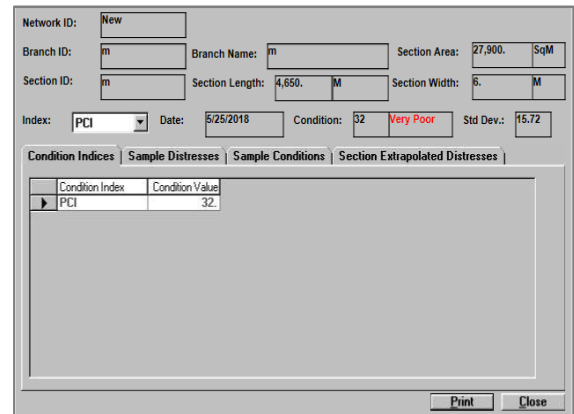 Network ID: New
Branch ID: m Branch Name: m Section Area: 27,900. SqM
Section ID: m Section Length: 4,650. M Section Width: 6. M
Index: PCI Date: 5/25/2018 Condition: 32 Very Poor Std Dev.: 15.72
Condition Indices Sample Distresses Sample Conditions Section Extrapolated Distresses
Condition Index Condition Value
PCI 32.
Print Close